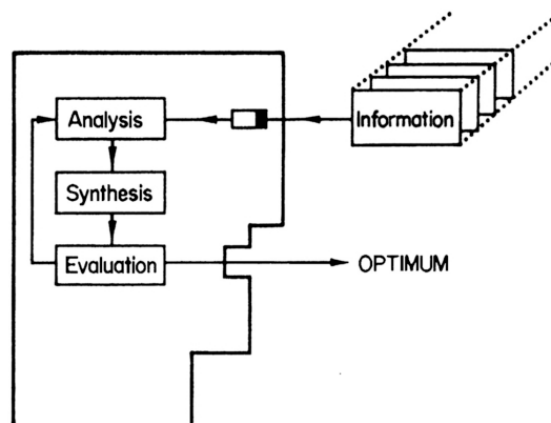 Analysis
Information
Synthesis
Evaluation
OPTIMUM